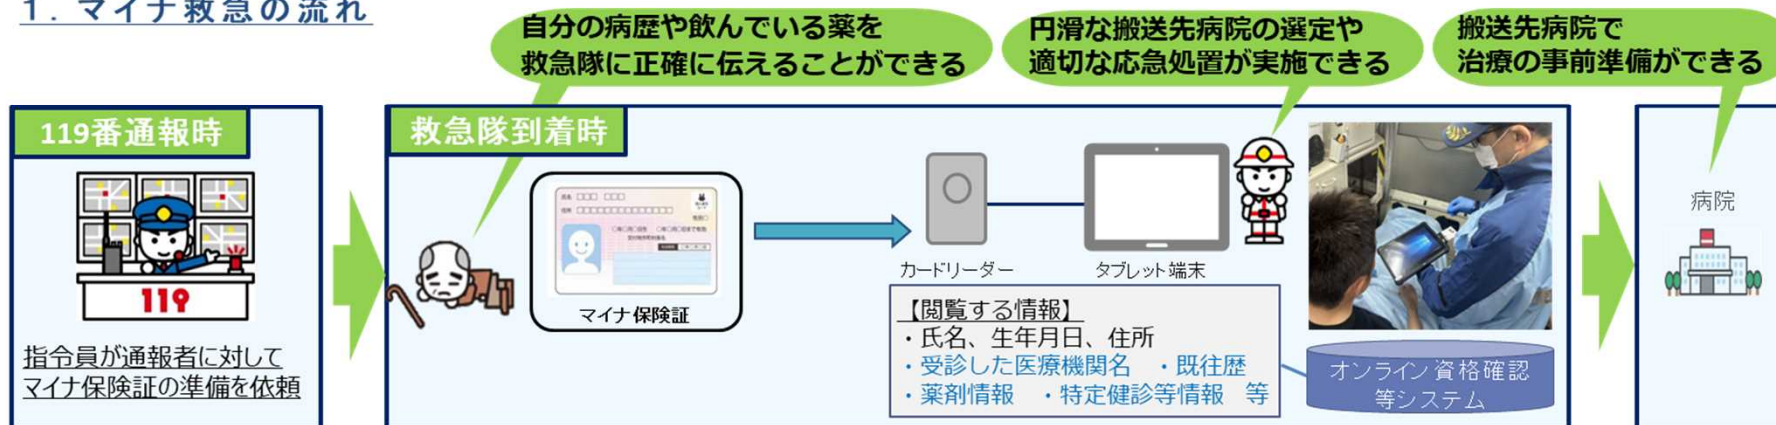 1. マイナ救急の流れ
自分の病歴や飲んでいる薬を
救急隊に正確に伝えることができる
円滑な搬送先病院の選定や
適切な応急処置が実施できる
搬送先病院で
治療の事前準備ができる
119番通報時
119
指令員が通報者に対して
マイナ保険証の準備を依頼
救急隊到着時
マイナ保険証
カードリーダー
タブレット端末
【閲覧する情報】
・氏名、生年月日、住所
・受診した医療機関名 ・既往歴
・薬剤情報 ・特定健診等情報 等
オンライン資格確認
等システム
病院